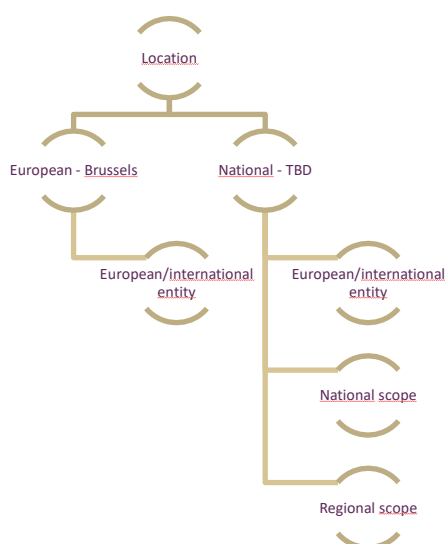 Location
European - Brussels
National - TBD
European/international
entity
European/international
entity
National scope
Regional scope